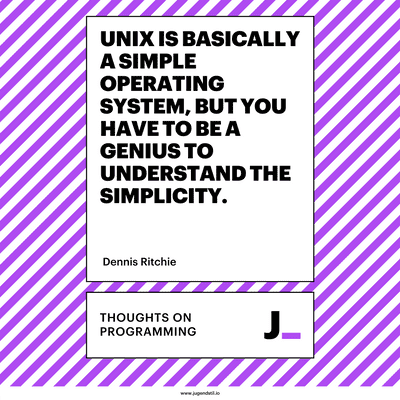 UNIX IS BASICALLY
A SIMPLE
OPERATING
SYSTEM, BUT YOU
HAVE TO BE A
GENIUS TO
UNDERSTAND THE
SIMPLICITY.
Dennis Ritchie
THOUGHTS ON
PROGRAMMING
J_
www.jugendstil.io